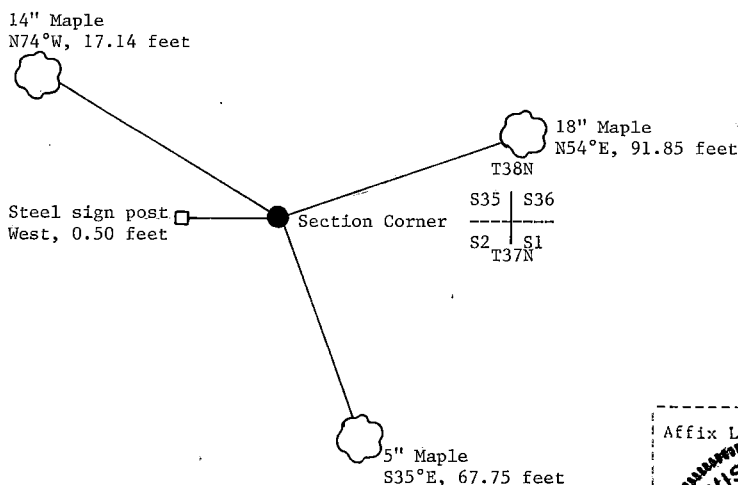 14" Maple
N74°W, 17.14 feet
18" Maple
N54°E, 91.85 feet
T38N
S35 | S36
Steel sign post
West, 0.50 feet
Section Corner
S2 | S1
T37N
5" Maple
S35°E, 67.75 feet
Affix L